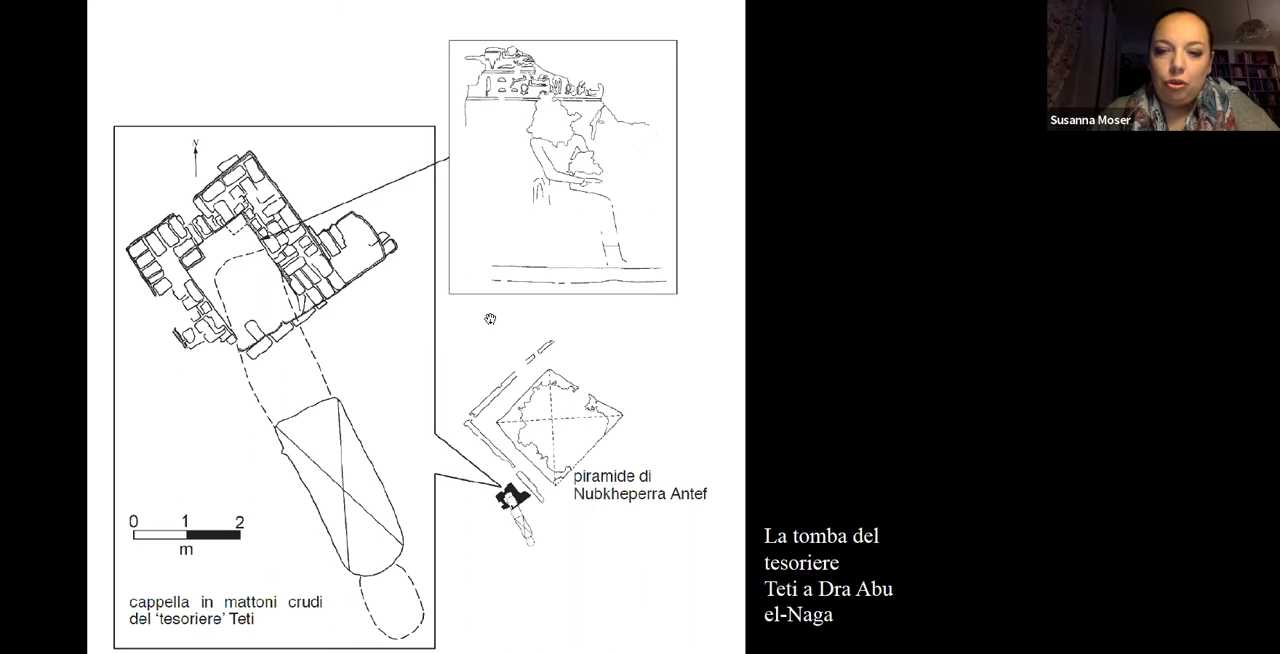 Susanna Moser
N
piramide di
Nubkheperra Antef
0 1 2
m
cappella in mattoni crudi
del ‘tesoriere’ Teti
La tomba del
tesoriere
Teti a Dra Abu
el-Naga